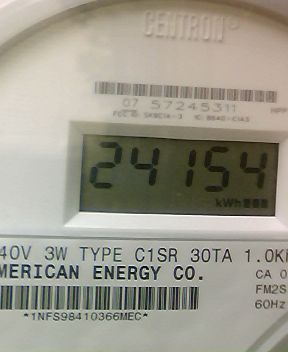 CENTRON®
07 57245311
24154
kWh
40V 3W TYPE C1SR 30TA 1.0K
MERICAN ENERGY CO.
CA 0
FM2S
60Hz
*1NFS98410366MEC*